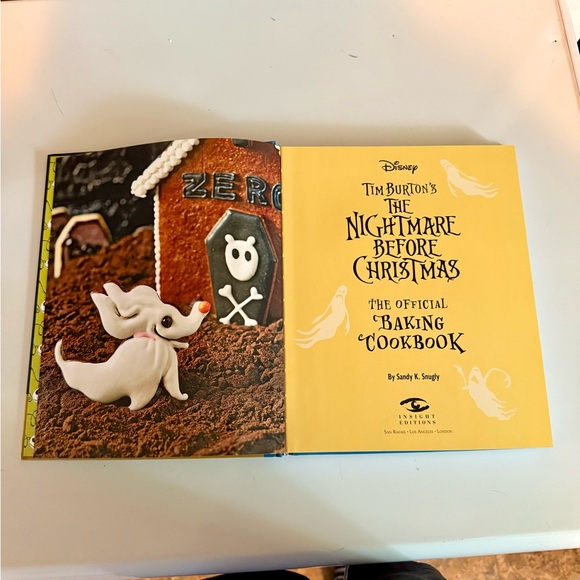 ZERO
Disney
Tim Burton's
The
Nightmare
Before
Christmas
The Official
Baking
Cookbook
By Sandy K. Snugly
INSIGHT
EDITIONS
San Rafael • Los Angeles • London